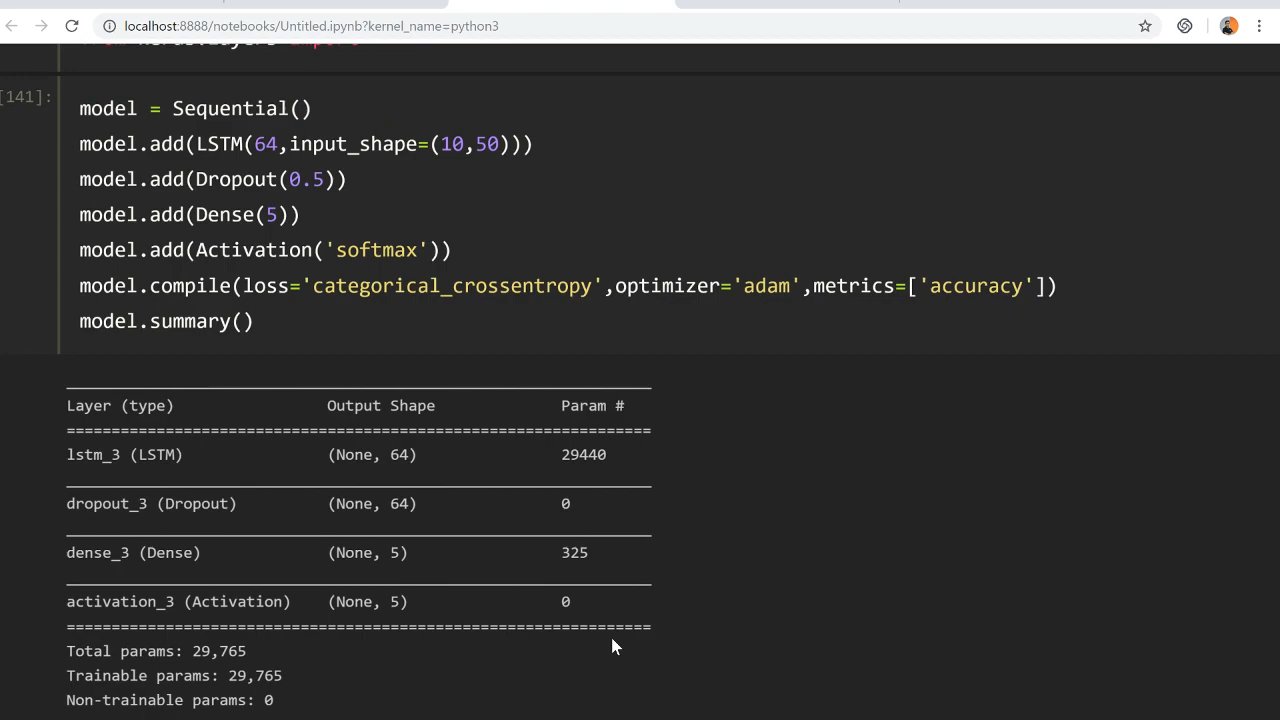 localhost:8888/notebooks/Untitled.ipynb?kernel_name=python3
[141]:
model = Sequential()
model.add(LSTM(64,input_shape=(10,50)))
model.add(Dropout(0.5))
model.add(Dense(5))
model.add(Activation('softmax'))
model.compile(loss='categorical_crossentropy',optimizer='adam',metrics=['accuracy'])
model.summary()
Layer (type) Output Shape Param #
=================================================================
lstm_3 (LSTM) (None, 64) 29440
dropout_3 (Dropout) (None, 64) 0
dense_3 (Dense) (None, 5) 325
activation_3 (Activation) (None, 5) 0
=================================================================
Total params: 29,765
Trainable params: 29,765
Non-trainable params: 0